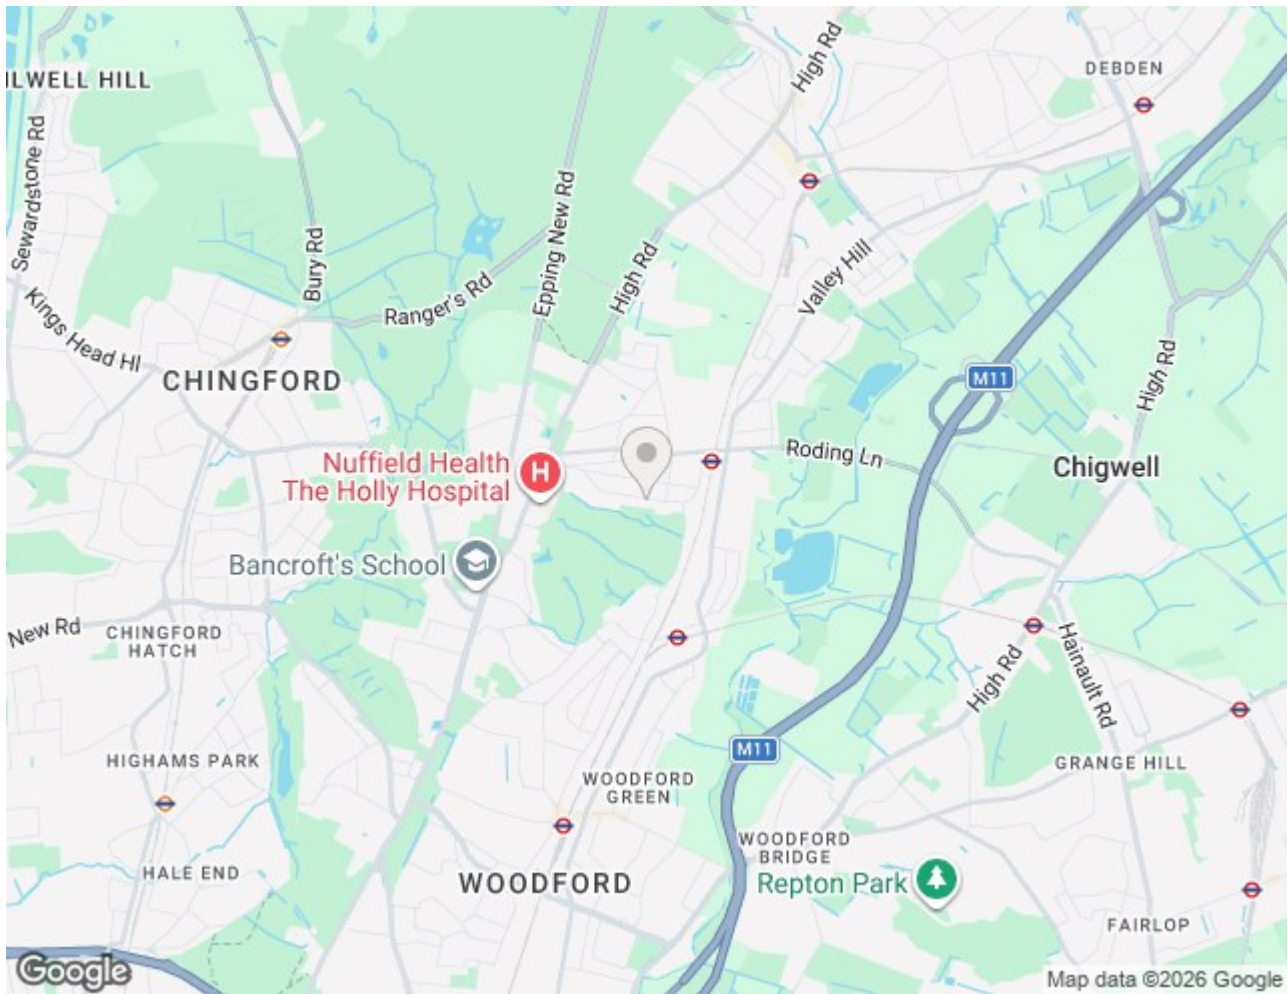 High Rd
DEBDEN
ILWELL HILL
Sewardstone Rd
Bury Rd
Epping New Rd
High Rd
Valley Hill
Ranger's Rd
Kings Head Hl
CHINGFORD
M11
High Rd
Nuffield Health
The Holly Hospital
H
Roding Ln
Chigwell
Bancroft's School
New Rd
CHINGFORD
HATCH
High Rd
Hainault Rd
HIGHAMS PARK
M11
GRANGE HILL
WOODFORD
GREEN
WOODFORD
BRIDGE
HALE END
WOODFORD
Repton Park
FAIRLOP
Google
Map data ©2026 Google